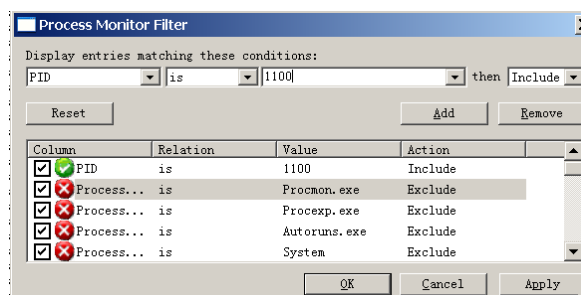 Process Monitor Filter
Display entries matching these conditions:
PID is 1100 then Include
Reset Add Remove
Column Relation Value Action
PID is 1100 Include
Process... is Procmon.exe Exclude
Process... is Procexp.exe Exclude
Process... is Autoruns.exe Exclude
Process... is System Exclude
OK Cancel Apply